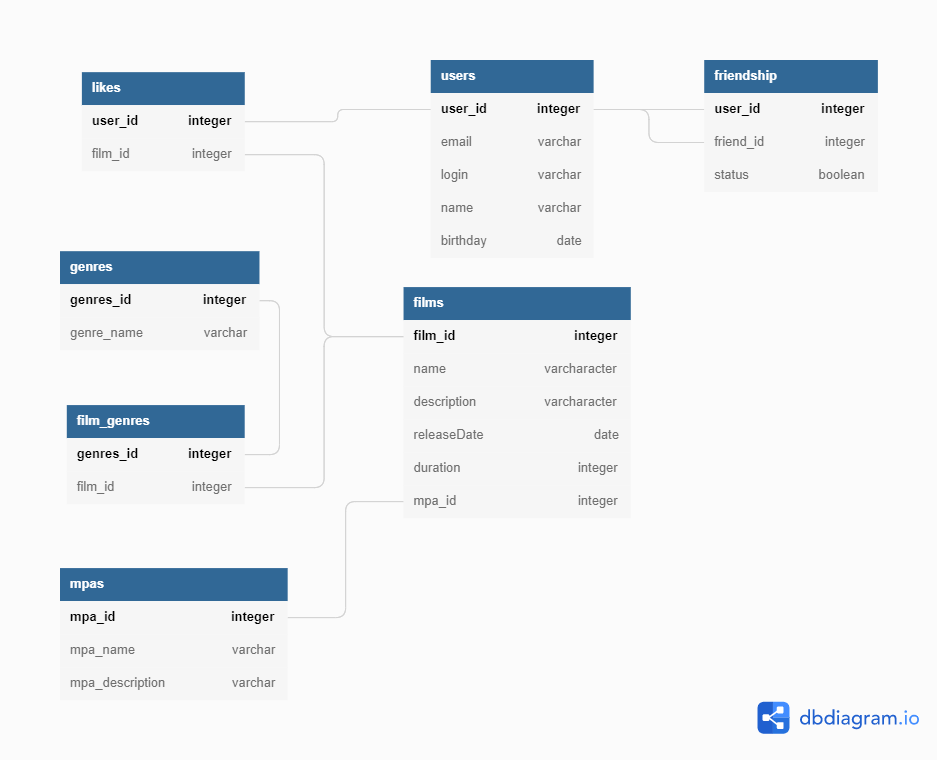 likes
user_id integer
film_id integer
users
user_id integer
email varchar
login varchar
name varchar
birthday date
friendship
user_id integer
friend_id integer
status boolean
genres
genres_id integer
genre_name varchar
films
film_id integer
name varcharacter
description varcharacter
releaseDate date
duration integer
mpa_id integer
film_genres
genres_id integer
film_id integer
mpas
mpa_id integer
mpa_name varchar
mpa_description varchar
dbdiagram.io